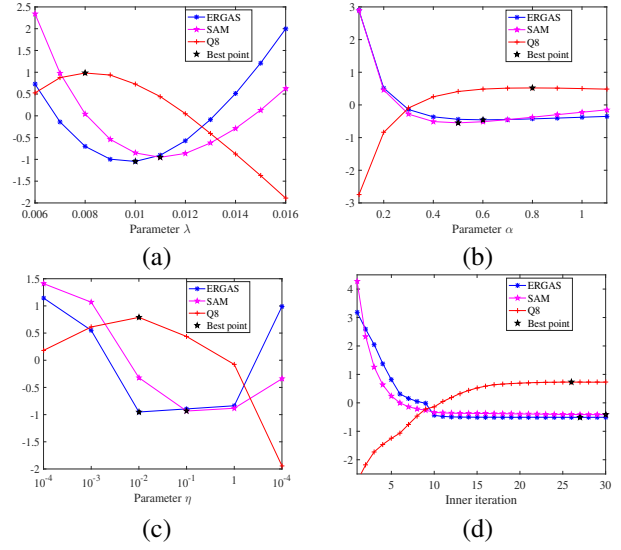 2.5
2
1.5
1
0.5
0
-0.5
-1
-1.5
-2
0.006 0.008 0.01 0.012 0.014 0.016
Parameter λ
ERGAS
SAM
Q8
Best point
(a)
3
2
1
0
-1
-2
-3
0.2 0.4 0.6 0.8 1
Parameter α
ERGAS
SAM
Q8
Best point
(b)
1.5
1
0.5
0
-0.5
-1
-1.5
-2
10-4 10-3 10-2 10-1 1 10-4
Parameter η
ERGAS
SAM
Q8
Best point
(c)
4
3
2
1
0
-1
-2
5 10 15 20 25 30
Inner iteration
ERGAS
SAM
Q8
Best point
(d)